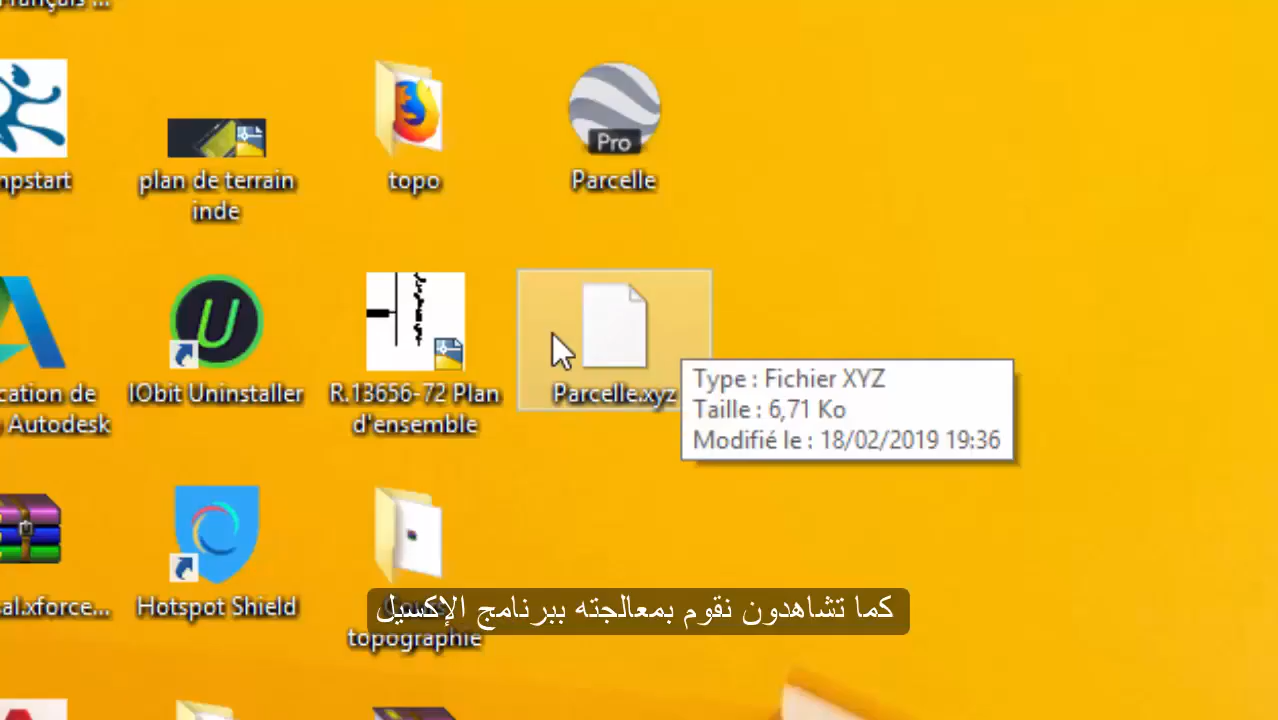 Français ...
Pro
mpstart
plan de terrain
inde
topo
Parcelle
cation de
Autodesk
IObit Uninstaller
R.13656-72 Plan
d'ensemble
Parcelle.xyz
Type : Fichier XYZ
Taille : 6,71 Ko
Modifié le : 18/02/2019 19:36
al.xforce...
Hotspot Shield
كما تشاهدون نقوم بمعالجته ببرنامج الإكسيل
topographie